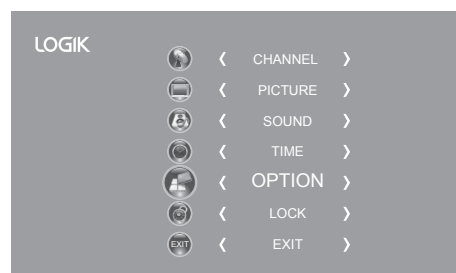 LOGIK
CHANNEL
PICTURE
SOUND
TIME
OPTION
LOCK
EXIT EXIT